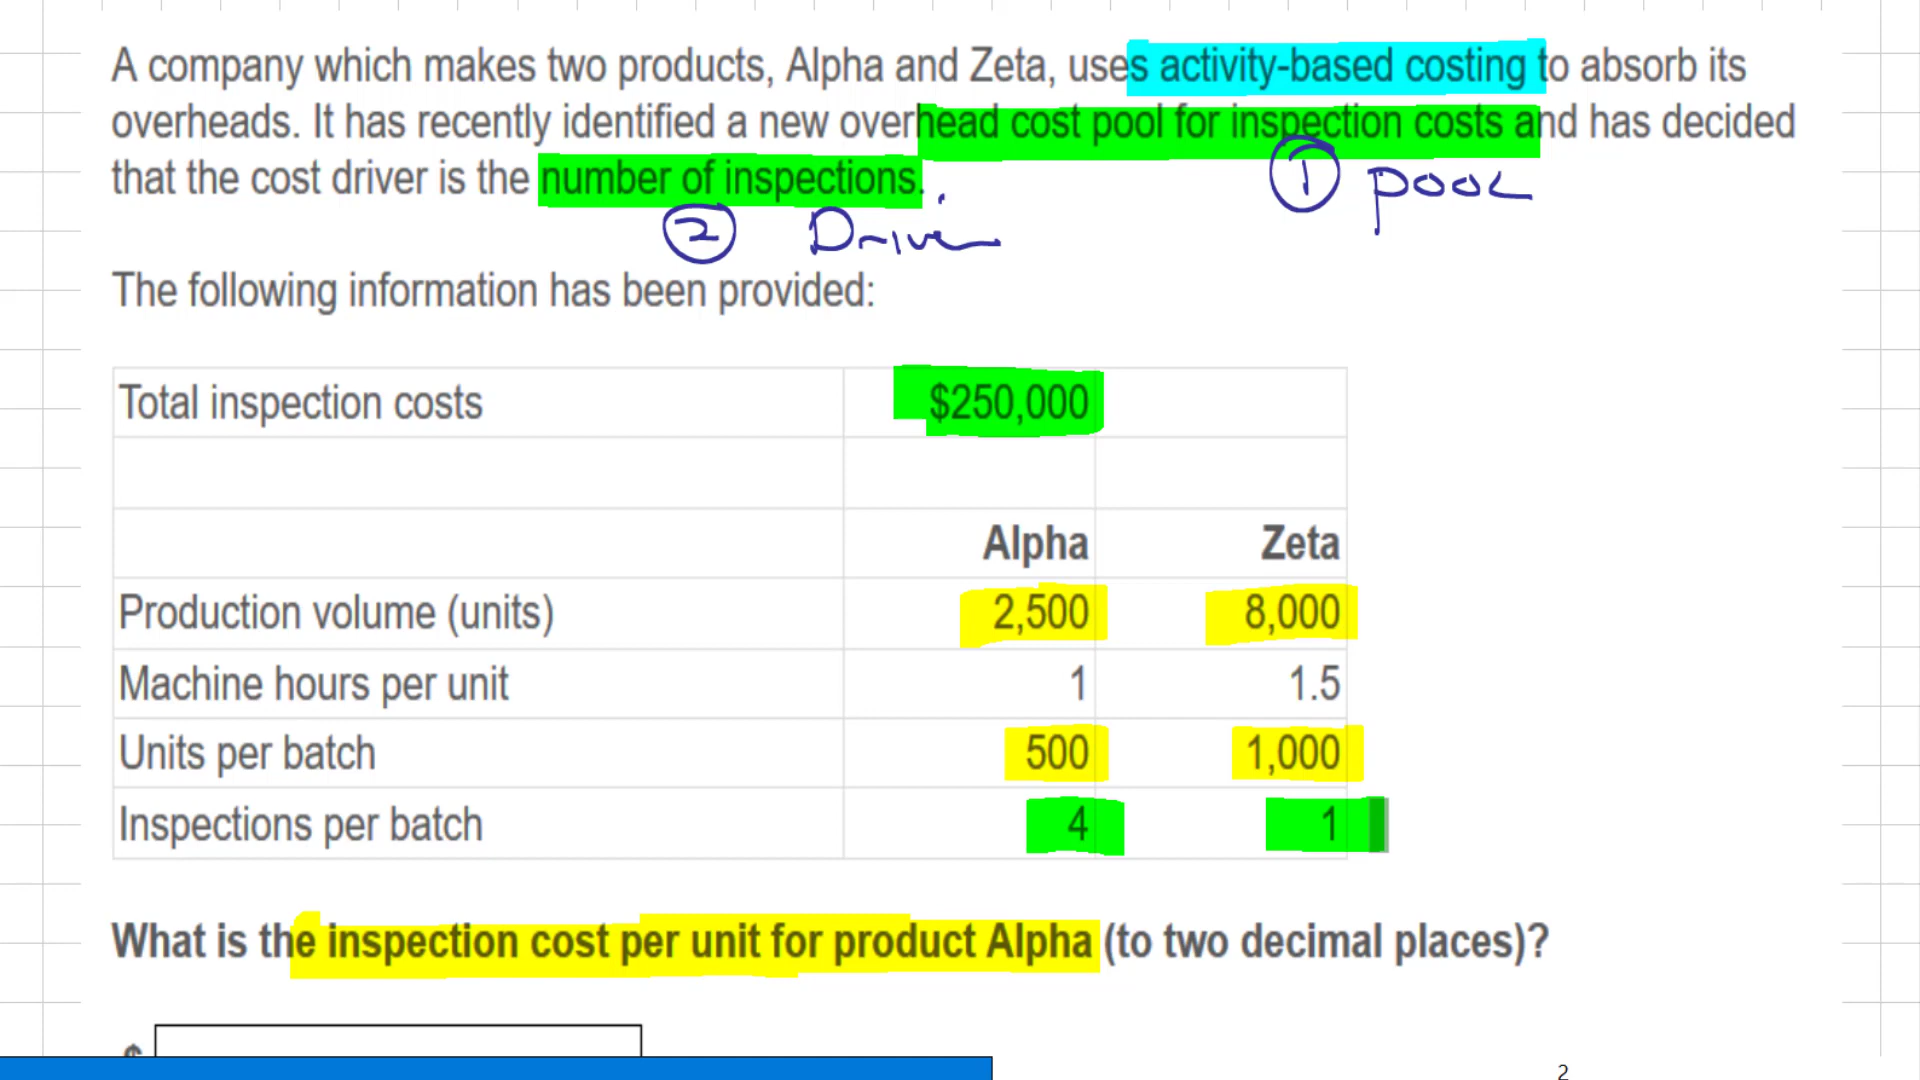 A company which makes two products, Alpha and Zeta, uses activity-based costing to absorb its
overheads. It has recently identified a new overhead cost pool for inspection costs and has decided
that the cost driver is the number of inspections.
① POOL
② Driver
The following information has been provided:
Total inspection costs $250,000
Alpha Zeta
Production volume (units) 2,500 8,000
Machine hours per unit 1 1.5
Units per batch 500 1,000
Inspections per batch 4 1
What is the inspection cost per unit for product Alpha (to two decimal places)?
$
2